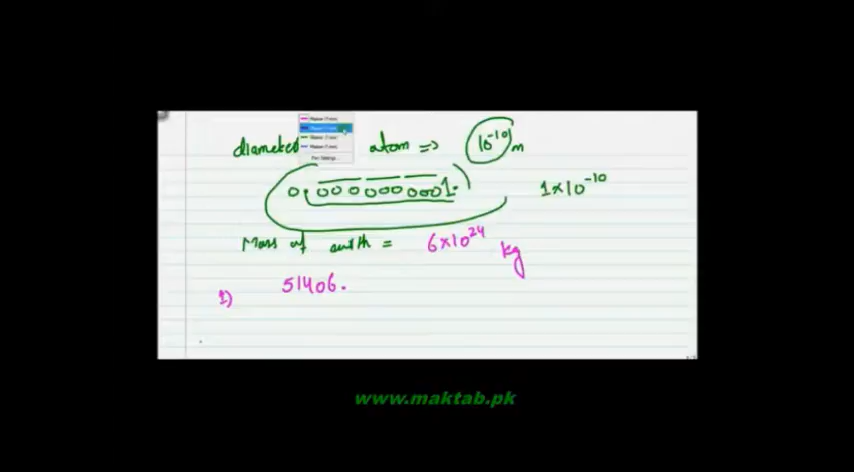 diameter atom => 10⁻¹⁰ m
0.0000000001. 1×10⁻¹⁰
Mass of earth = 6×10²⁴ kg
1) 51406.
www.maktab.pk